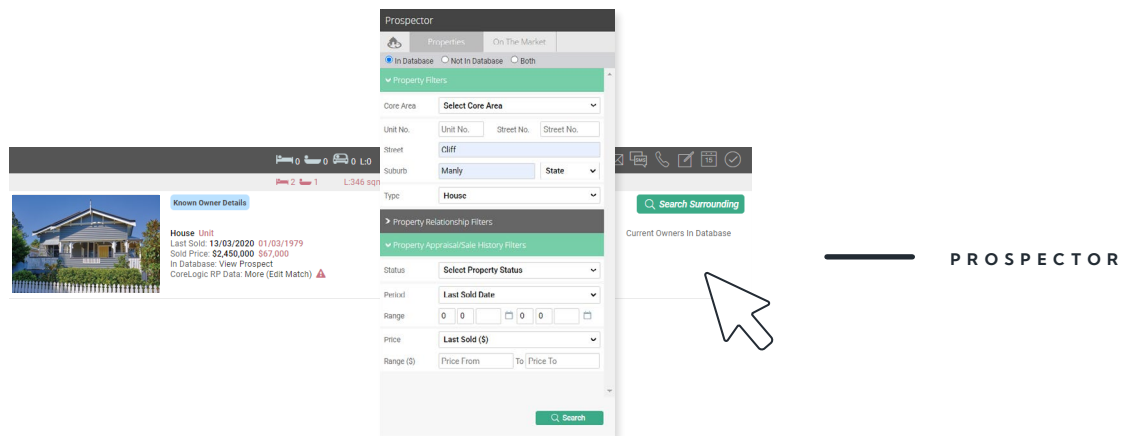 Prospector
Properties On The Market
In Database Not In Database Both
Property Filters
Core Area Select Core Area
Unit No. Unit No. Street No. Street No.
Street Cliff
Suburb Manly State
Type House
Property Relationship Filters
Property Appraisal/Sale History Filters
Status Select Property Status
Period Last Sold Date
Range 0 0 0 0
Price Last Sold ($)
Range ($) Price From To Price To
Search
0 0 0 L:0
SMS 15
2 1 L:346 sqm
Known Owner Details
House Unit
Last Sold: 13/03/2020 01/03/1979
Sold Price: $2,450,000 $67,000
In Database: View Prospect
CoreLogic RP Data: More (Edit Match)
Search Surrounding
Current Owners In Database
PROSPECTOR